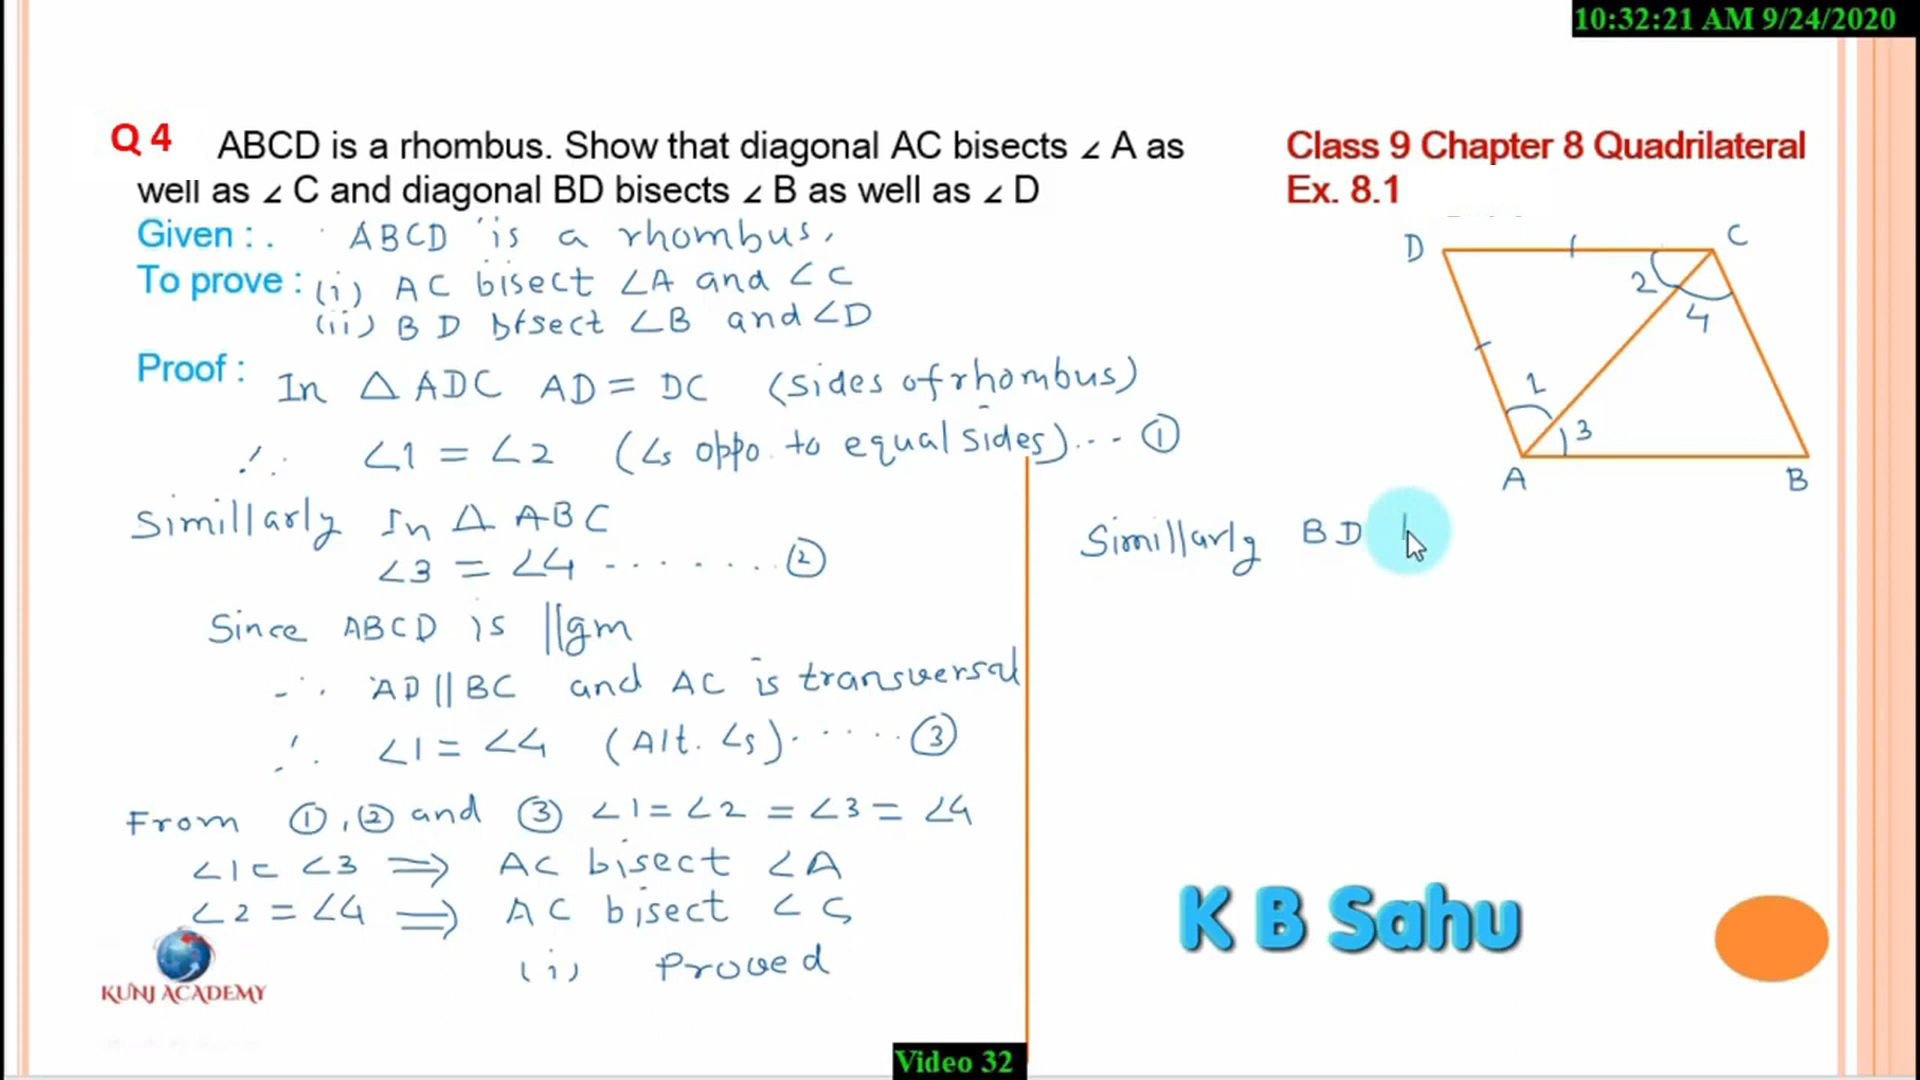 10:32:21 AM 9/24/2020
Q 4 ABCD is a rhombus. Show that diagonal AC bisects ∠ A as
well as ∠ C and diagonal BD bisects ∠ B as well as ∠ D
Class 9 Chapter 8 Quadrilateral
Ex. 8.1
Given : . ABCD is a rhombus.
To prove : (i) AC bisect ∠A and ∠C
(ii) BD bisect ∠B and ∠D
Proof : In △ ADC AD = DC (sides of rhombus)
∴ ∠1 = ∠2 (∠s oppo. to equal sides)... ①
Simillarly In △ ABC
∠3 = ∠4 ....... ②
Since ABCD is ||gm
∴ AD || BC and AC is transversal
∴ ∠1 = ∠4 (Alt. ∠s)...... ③
From ①, ② and ③ ∠1 = ∠2 = ∠3 = ∠4
∠1 = ∠3 ⇒ AC bisect ∠A
∠2 = ∠4 ⇒ AC bisect ∠C
(i) Proved
D
C
2
4
1
3
A
B
Simillarly BD
K B Sahu
KUNJ ACADEMY
Video 32